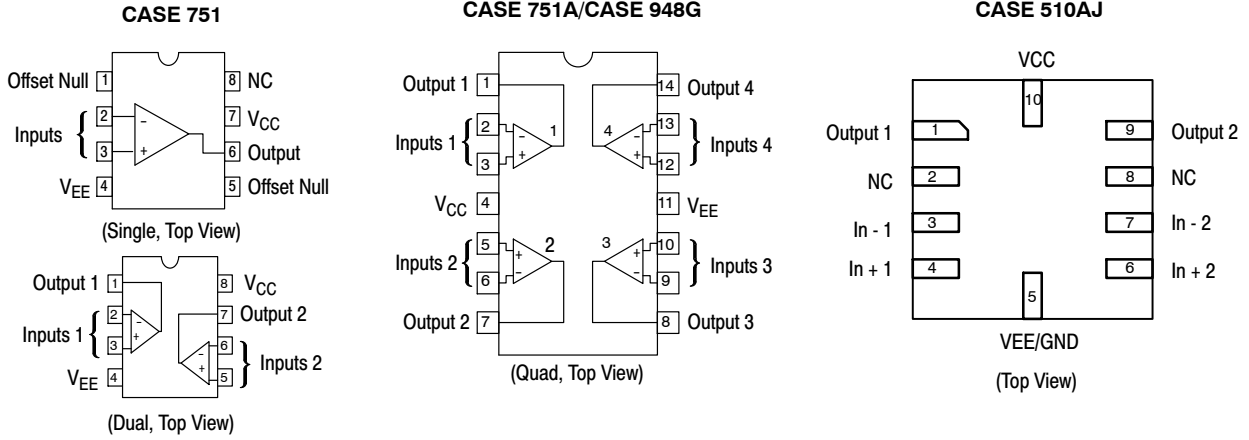 CASE 751
Offset Null 1
8 NC
2
Inputs
−
7 VCC
3
+
6 Output
VEE 4
5 Offset Null
(Single, Top View)
Output 1 1
8 VCC
2
Inputs 1
−
7 Output 2
3
+
−
6
Inputs 2
VEE 4
+
5
(Dual, Top View)
CASE 751A/CASE 948G
Output 1 1
14 Output 4
2
Inputs 1
−
1
4
−
13
Inputs 4
3
+
+
12
VCC 4
11 VEE
5
Inputs 2
+
2
3
+
10
Inputs 3
6
−
−
9
Output 2 7
8 Output 3
(Quad, Top View)
CASE 510AJ
VCC
10
Output 1 1
9 Output 2
NC 2
8 NC
In - 1 3
7 In - 2
In + 1 4
6 In + 2
5
VEE/GND
(Top View)